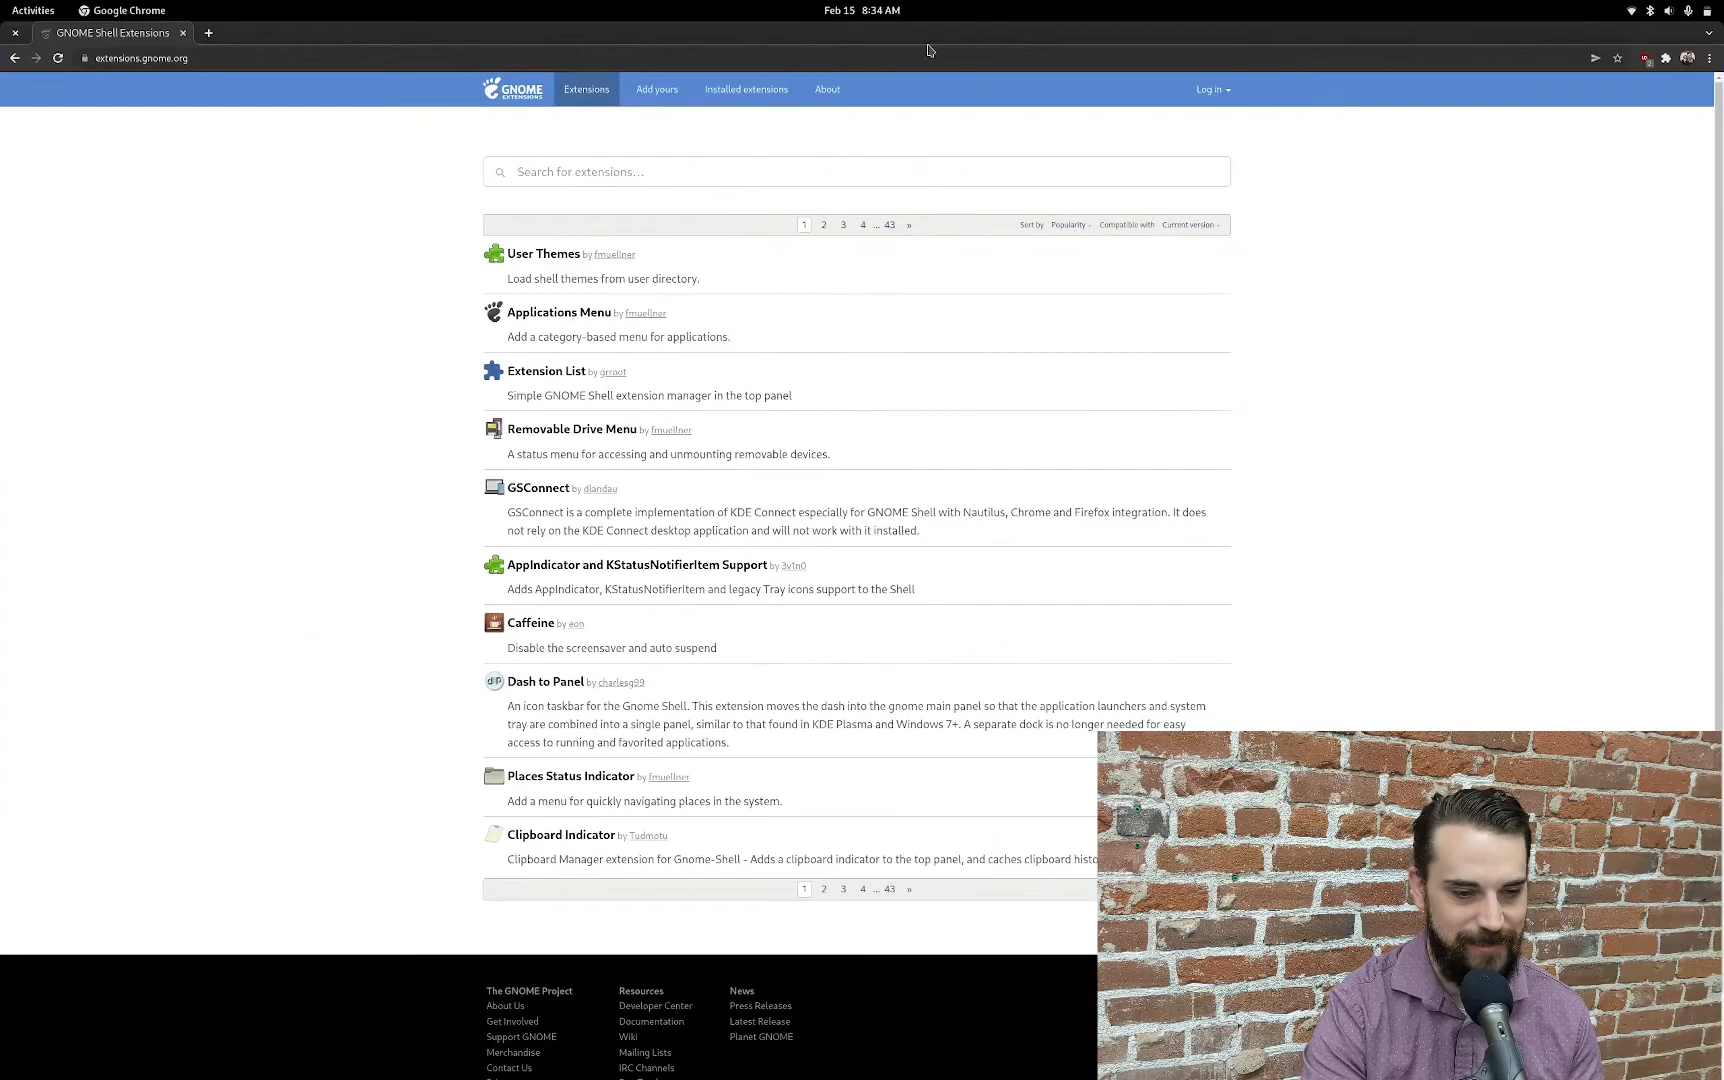 Activities
Google Chrome
Feb 15 8:34 AM
GNOME Shell Extensions
extensions.gnome.org
GNOME
EXTENSIONS
Extensions
Add yours
Installed extensions
About
Log in
Search for extensions...
1 2 3 4 ... 43 »
Sort by Popularity Compatible with Current version
User Themes by fmuellner
Load shell themes from user directory.
Applications Menu by fmuellner
Add a category-based menu for applications.
Extension List by grroot
Simple GNOME Shell extension manager in the top panel
Removable Drive Menu by fmuellner
A status menu for accessing and unmounting removable devices.
GSConnect by dlandau
GSConnect is a complete implementation of KDE Connect especially for GNOME Shell with Nautilus, Chrome and Firefox integration. It does
not rely on the KDE Connect desktop application and will not work with it installed.
AppIndicator and KStatusNotifierItem Support by 3v1n0
Adds AppIndicator, KStatusNotifierItem and legacy Tray icons support to the Shell
Caffeine by eon
Disable the screensaver and auto suspend
Dash to Panel by charlesg99
An icon taskbar for the Gnome Shell. This extension moves the dash into the gnome main panel so that the application launchers and system
tray are combined into a single panel, similar to that found in KDE Plasma and Windows 7+. A separate dock is no longer needed for easy
access to running and favorited applications.
Places Status Indicator by fmuellner
Add a menu for quickly navigating places in the system.
Clipboard Indicator by Tudmotu
Clipboard Manager extension for Gnome-Shell - Adds a clipboard indicator to the top panel, and caches clipboard histo
1 2 3 4 ... 43 »
The GNOME Project
About Us
Get Involved
Support GNOME
Merchandise
Contact Us
Resources
Developer Center
Documentation
Wiki
Mailing Lists
IRC Channels
News
Press Releases
Latest Release
Planet GNOME